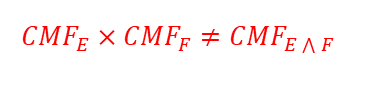 CMF_E × CMF_F ≠ CMF_{E ∧ F}